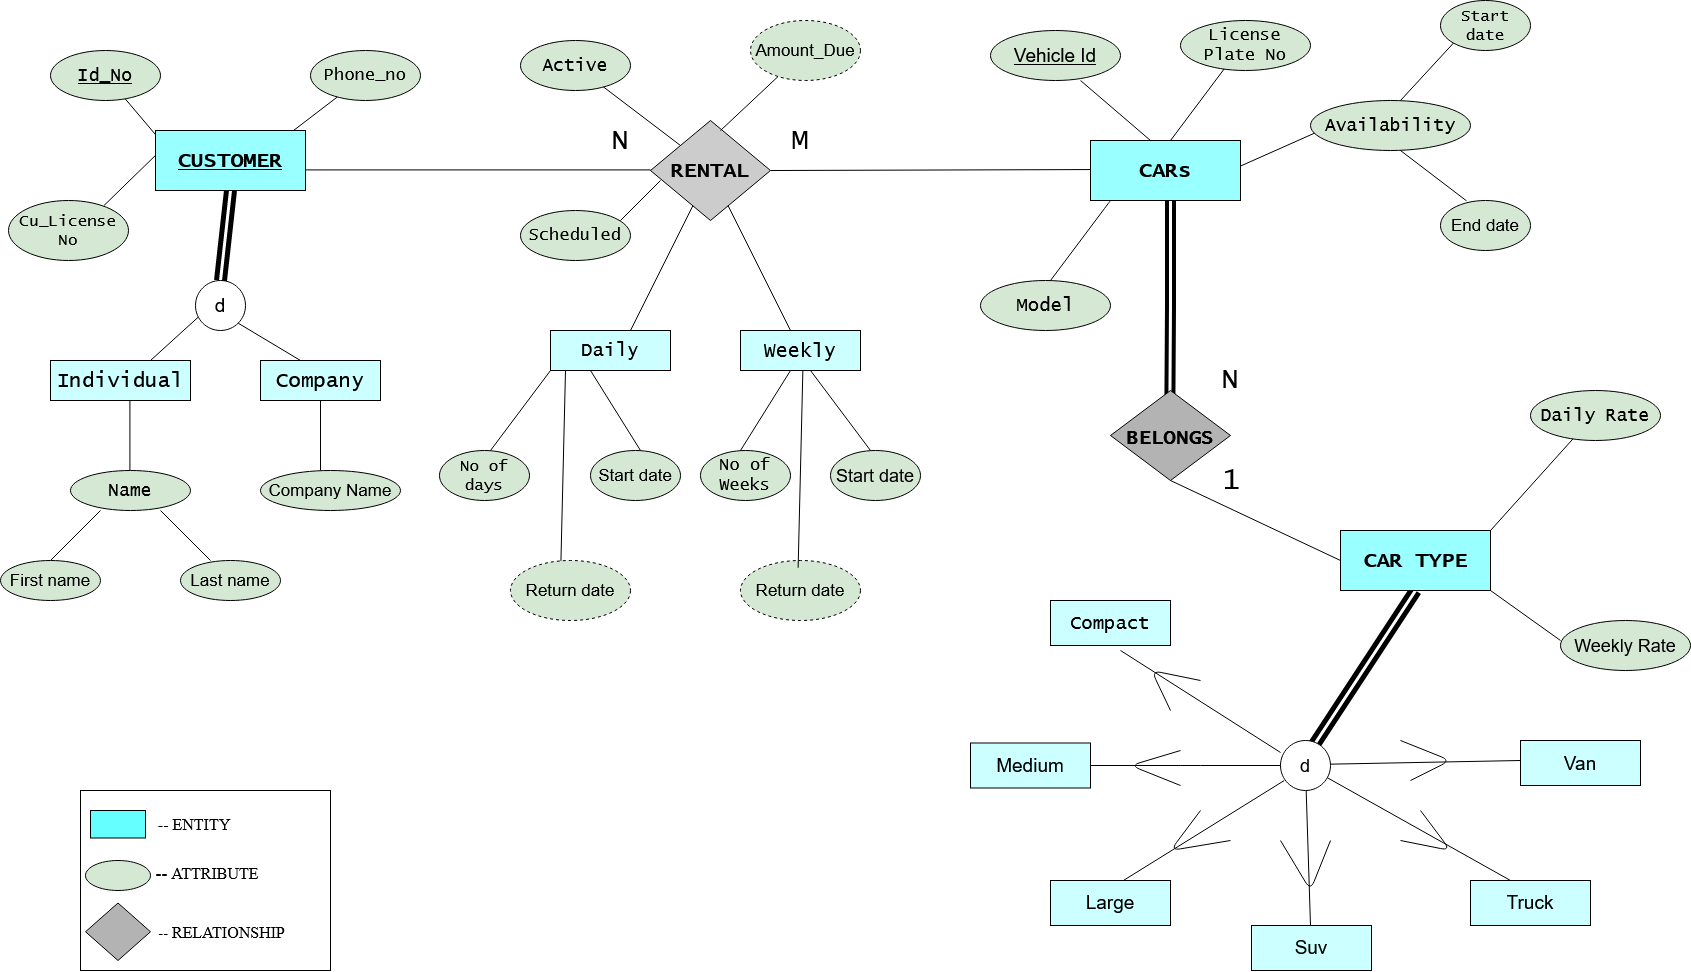 Id_No
Phone_no
CUSTOMER
Cu_License
No
d
Individual
Company
Name
Company Name
First name
Last name
Active
Amount_Due
N
M
RENTAL
Scheduled
Daily
Weekly
No of
days
Start date
No of
Weeks
Start date
Return date
Return date
Vehicle Id
License
Plate No
Start
date
Availability
CARs
End date
Model
N
BELONGS
1
Daily Rate
CAR TYPE
Weekly Rate
Compact
Medium
d
Van
Large
Suv
Truck
-- ENTITY
-- ATTRIBUTE
-- RELATIONSHIP